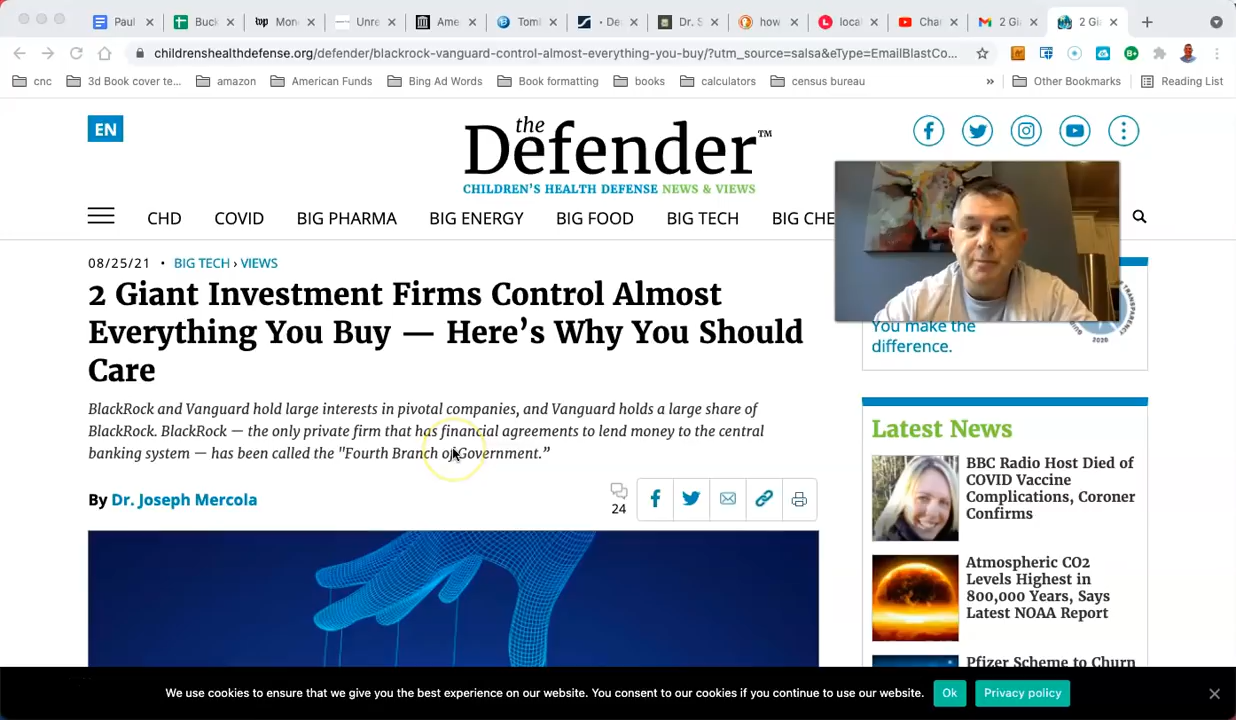 Paul
Buck
Mon
Unre
Ame
Toml
· De
Dr. S
how
loca
Cha
2 Gi
2 Gi
childrenshealthdefense.org/defender/blackrock-vanguard-control-almost-everything-you-buy/?utm_source=salsa&eType=EmailBlastCo...
cnc
3d Book cover te...
amazon
American Funds
Bing Ad Words
Book formatting
books
calculators
census bureau
»
Other Bookmarks
Reading List
EN
the
Defender™
CHILDREN'S HEALTH DEFENSE NEWS & VIEWS
CHD COVID BIG PHARMA BIG ENERGY BIG FOOD BIG TECH BIG CHE
08/25/21 • BIG TECH › VIEWS
2 Giant Investment Firms Control Almost
Everything You Buy — Here's Why You Should
Care
BlackRock and Vanguard hold large interests in pivotal companies, and Vanguard holds a large share of
BlackRock. BlackRock — the only private firm that has financial agreements to lend money to the central
banking system — has been called the "Fourth Branch of Government."
By Dr. Joseph Mercola
24
You make the
difference.
TRANSPARENCY
2020
Latest News
BBC Radio Host Died of
COVID Vaccine
Complications, Coroner
Confirms
Atmospheric CO2
Levels Highest in
800,000 Years, Says
Latest NOAA Report
Pfizer Scheme to Churn
We use cookies to ensure that we give you the best experience on our website. You consent to our cookies if you continue to use our website.
Ok
Privacy policy